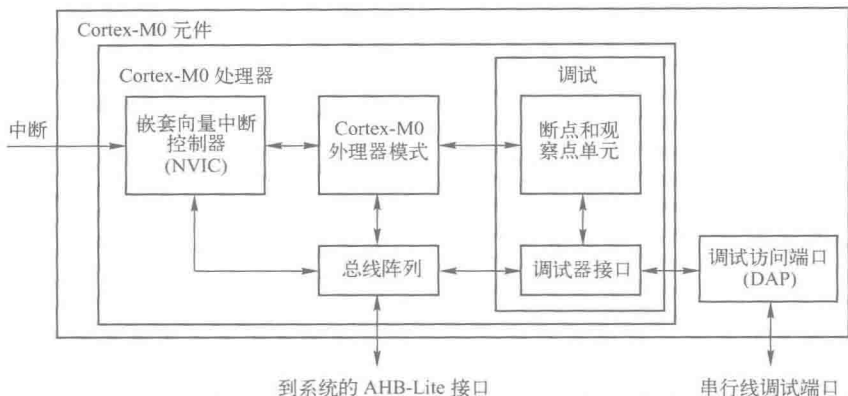 Cortex-M0 元件
Cortex-M0 处理器
调试
中断
嵌套向量中断
控制器
(NVIC)
Cortex-M0
外理器模式
断点和观
察点单元
总线阵列
调试器接口
调试访问端口
(DAP)
到系统的 AHB-Lite 接口
串行线调试端口